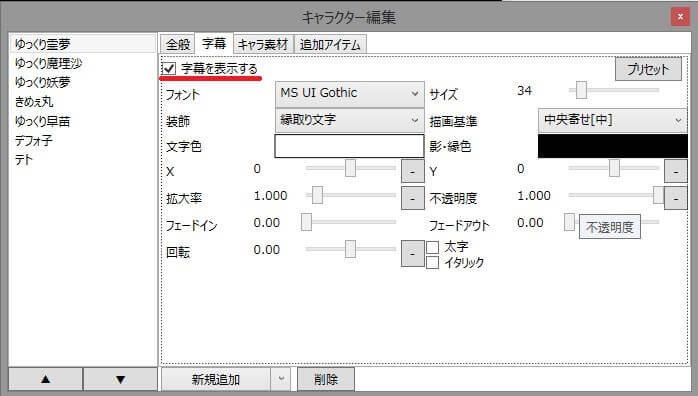 キャラクター編集
x
ゆっくり霊夢
ゆっくり魔理沙
ゆっくり妖夢
きめぇ丸
ゆっくり早苗
デフォ子
テト
全般 字幕 キャラ素材 追加アイテム
字幕を表示する プリセット
フォント MS UI Gothic サイズ 34
装飾 縁取り文字 描画基準 中央寄せ[中]
文字色 影・縁色
X 0 - Y 0 -
拡大率 1.000 - 不透明度 1.000 -
フェードイン 0.00 フェードアウト 0.00 不透明度
回転 0.00 - 太字
イタリック
▲ ▼ 新規追加 削除